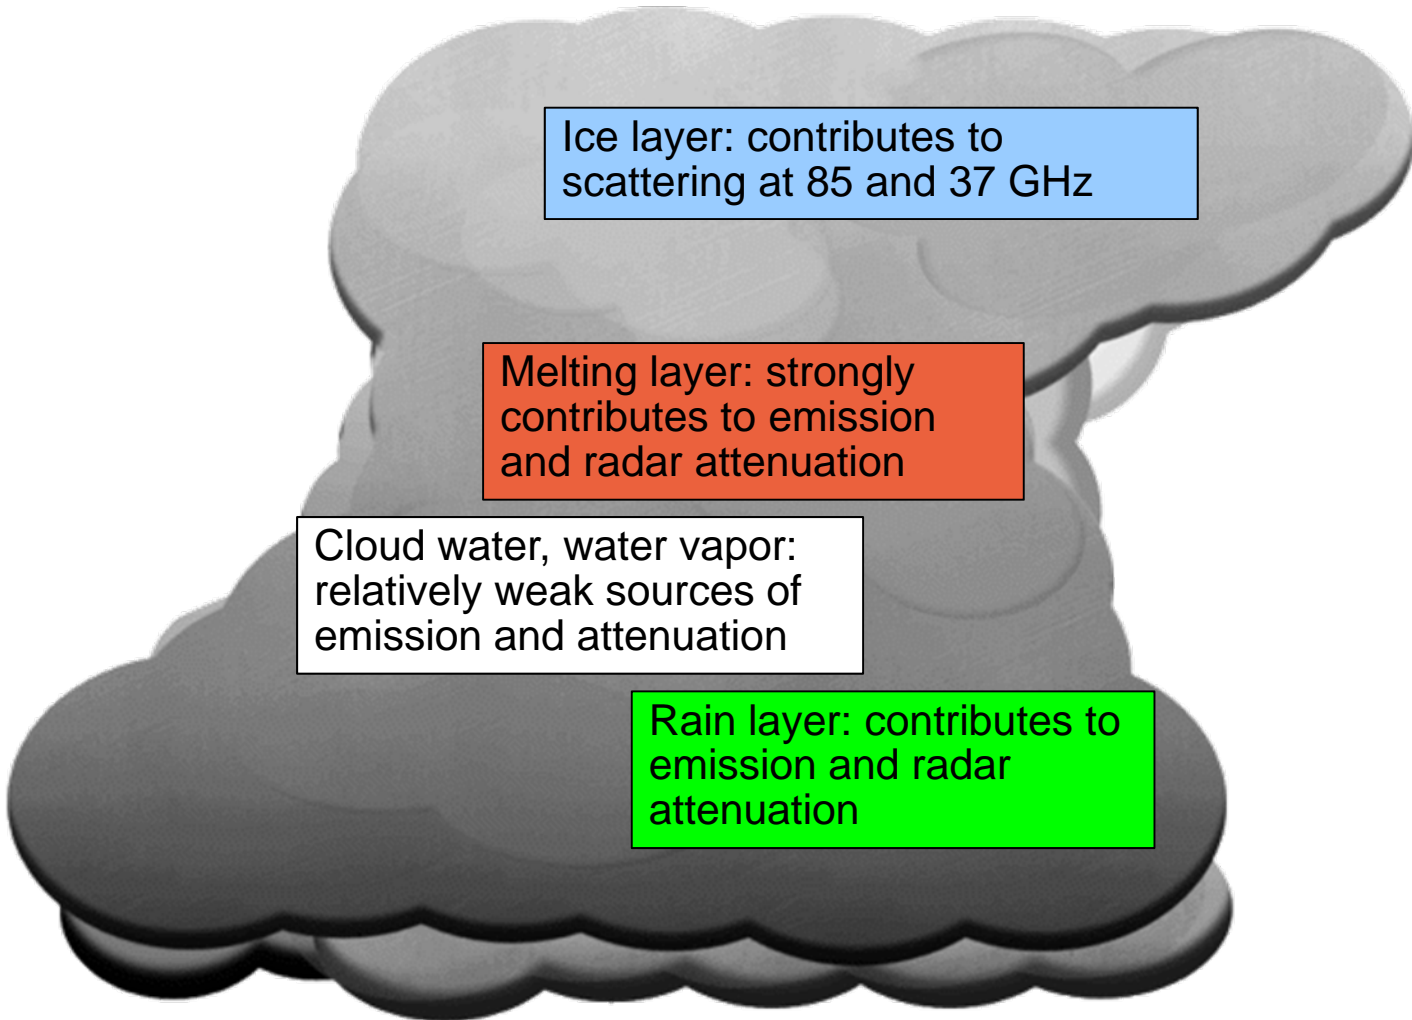 Ice layer: contributes to
scattering at 85 and 37 GHz
Melting layer: strongly
contributes to emission
and radar attenuation
Cloud water, water vapor:
relatively weak sources of
emission and attenuation
Rain layer: contributes to
emission and radar
attenuation